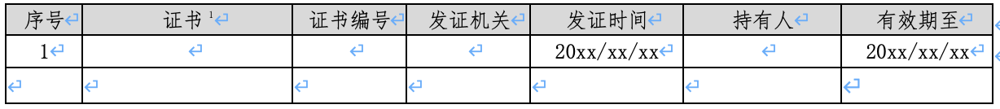 序号 证书 1 证书编号 发证机关 发证时间 持有人 有效期至
1 20xx/xx/xx 20xx/xx/xx